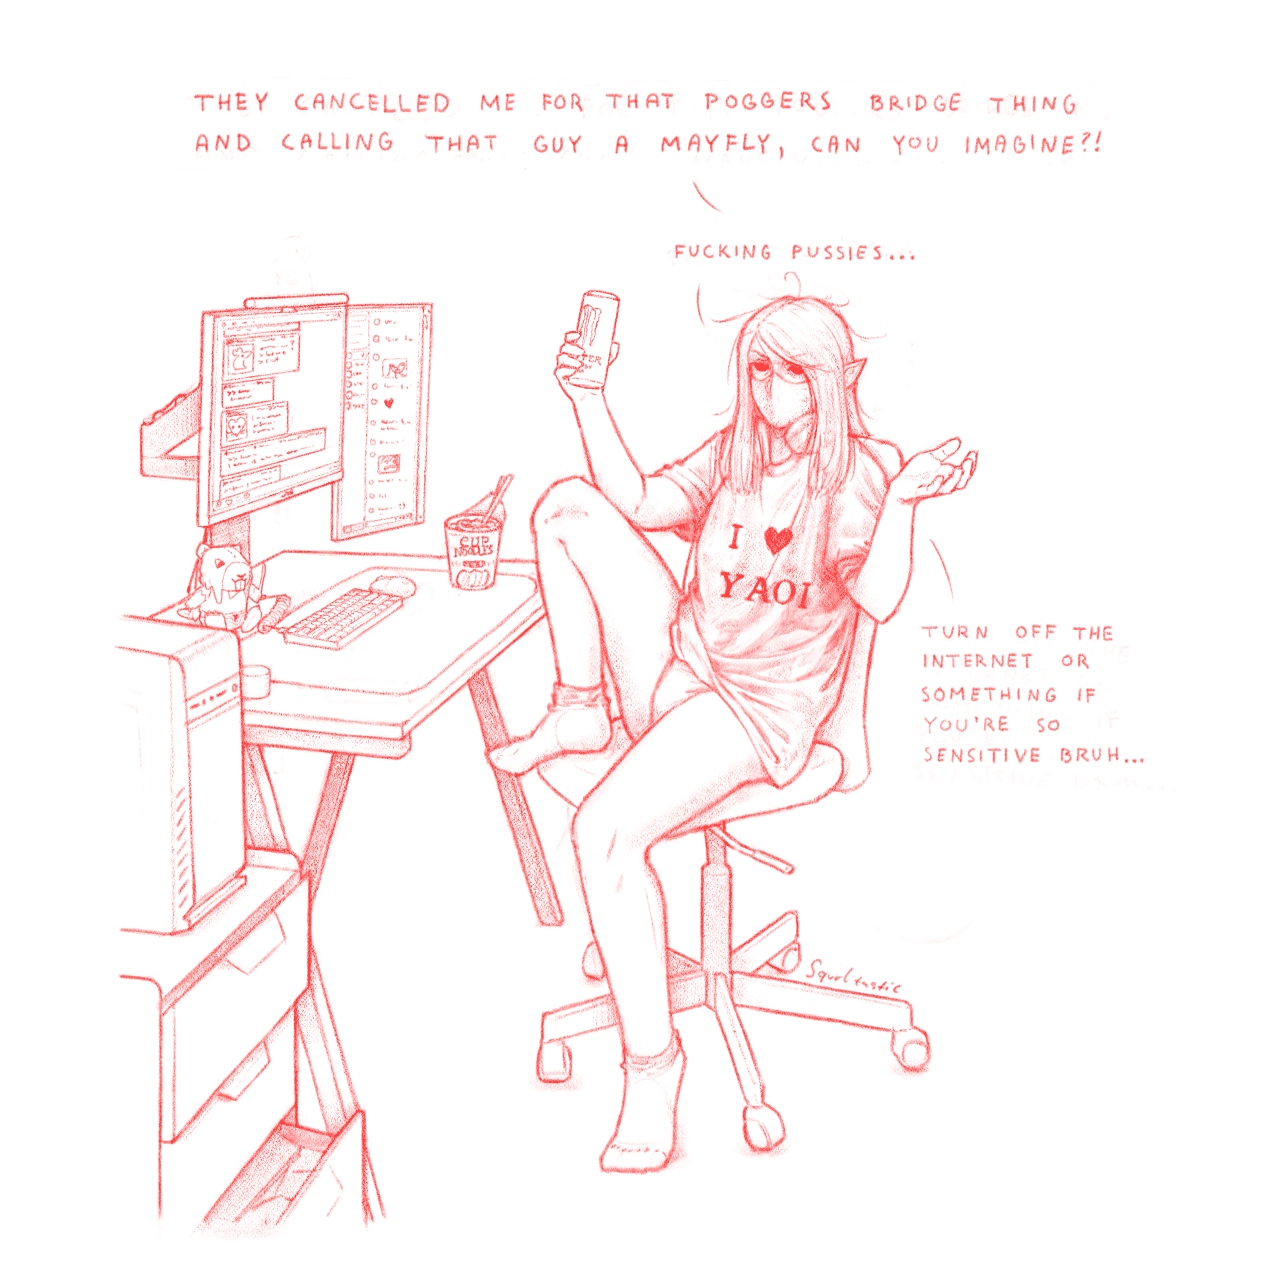 THEY CANCELLED ME FOR THAT POGGERS BRIDGE THING
AND CALLING THAT GUY A MAYFLY, CAN YOU IMAGINE?!
FUCKING PUSSIES...
CUP
NOODLES
I ♥
YAOI
TURN OFF THE
INTERNET OR
SOMETHING IF
YOU'RE SO
SENSITIVE BRUH...
Squrltastic